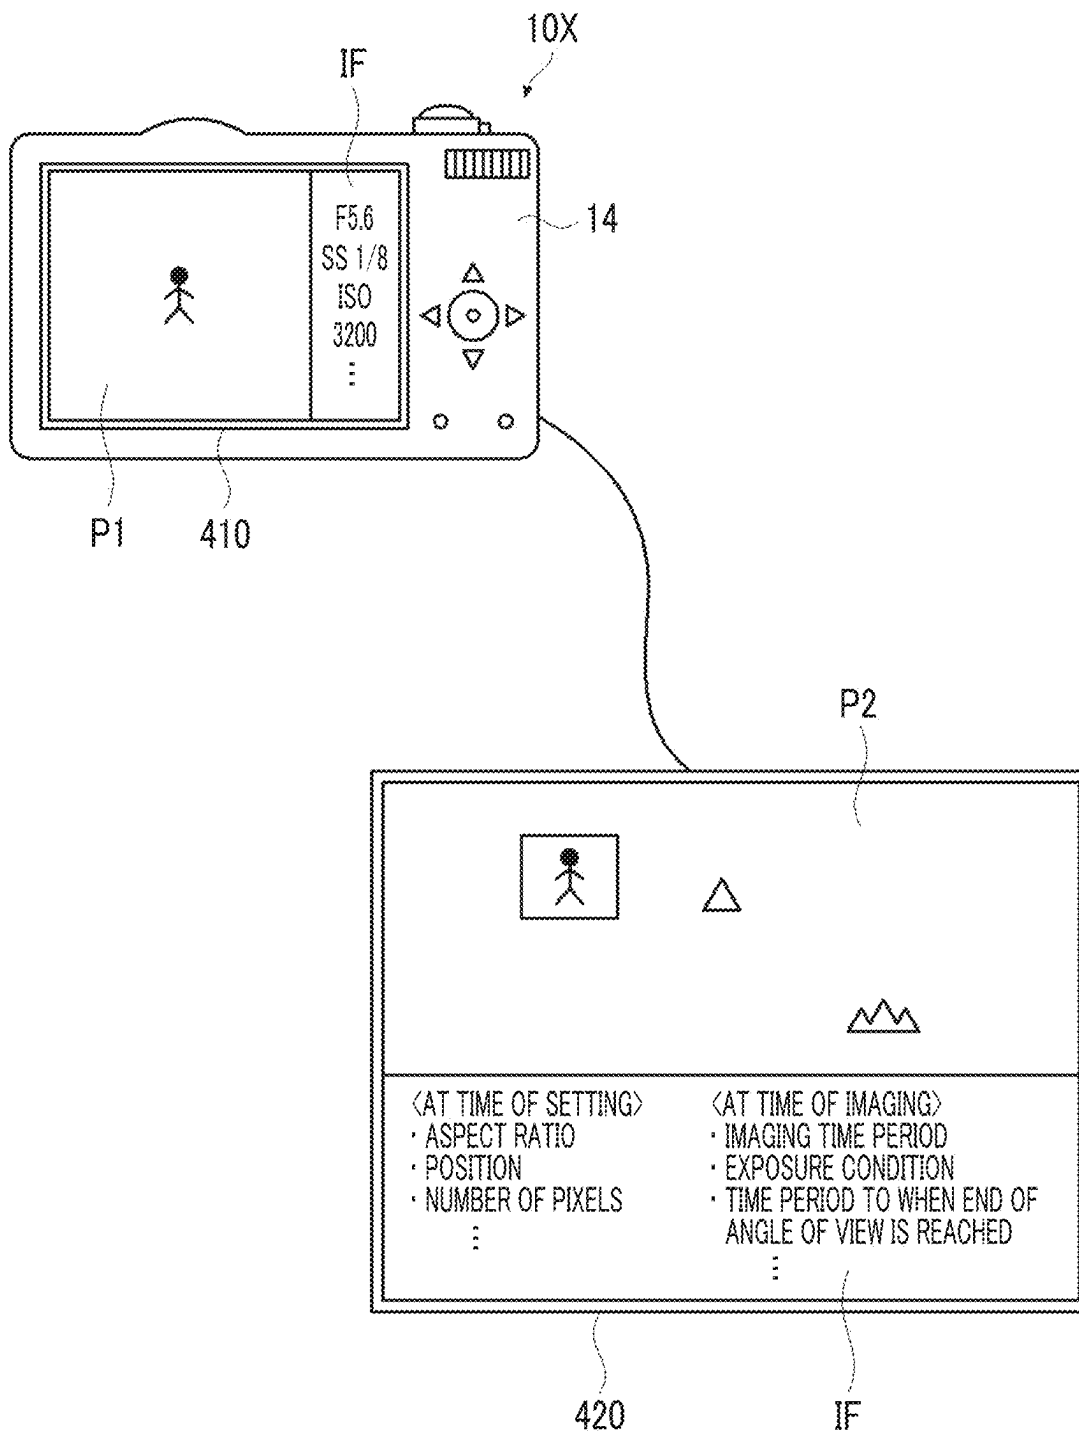 10X
IF
F5.6
SS 1/8
ISO
3200
⋮
14
P1
410
P2
〈AT TIME OF SETTING〉
· ASPECT RATIO
· POSITION
· NUMBER OF PIXELS
⋮
〈AT TIME OF IMAGING〉
· IMAGING TIME PERIOD
· EXPOSURE CONDITION
· TIME PERIOD TO WHEN END OF
ANGLE OF VIEW IS REACHED
⋮
420
IF